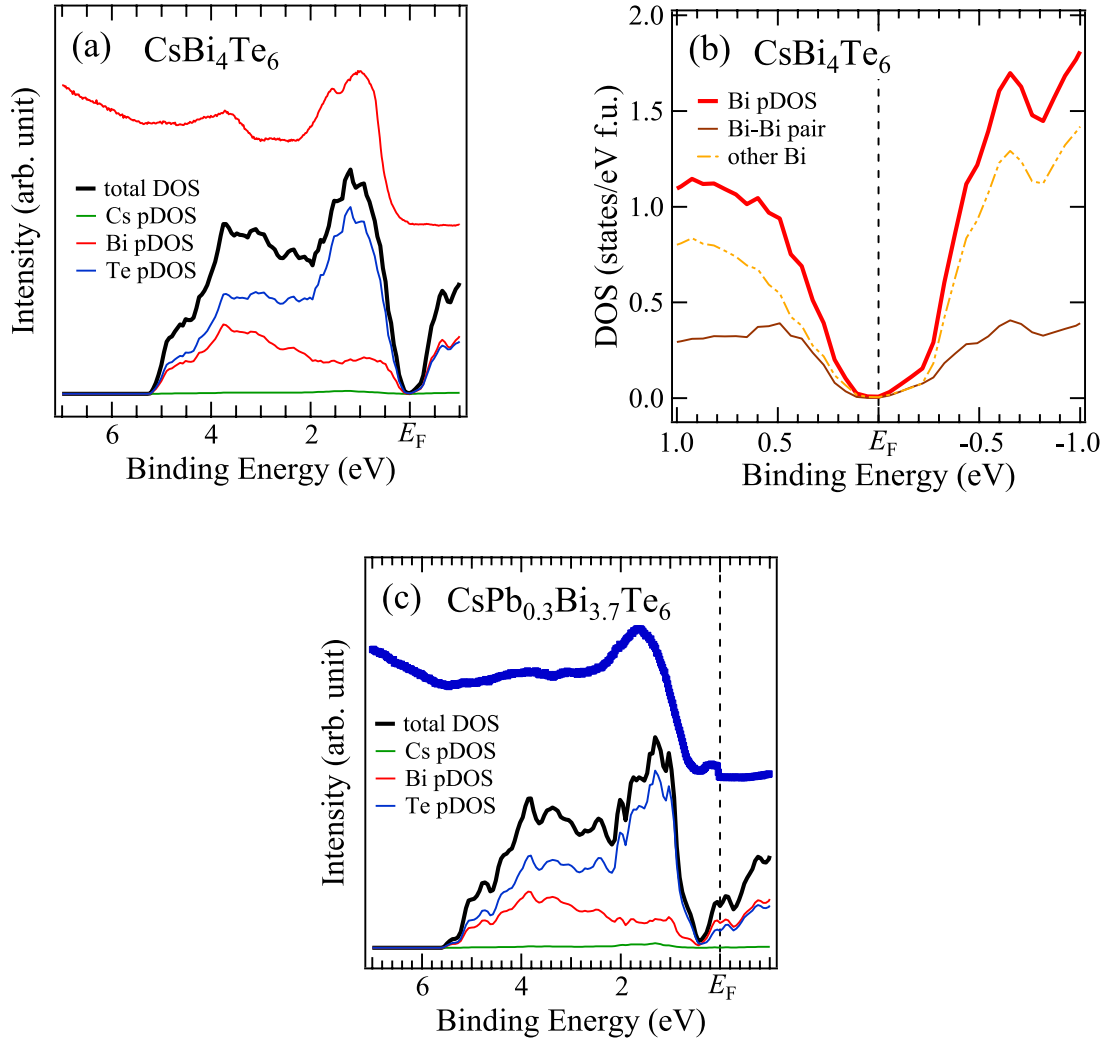 (a) CsBi4Te6
Intensity (arb. unit)
total DOS
Cs pDOS
Bi pDOS
Te pDOS
6 4 2 EF
Binding Energy (eV)
(b) CsBi4Te6
DOS (states/eV f.u.)
2.0
1.5
1.0
0.5
0.0
Bi pDOS
Bi-Bi pair
other Bi
1.0 0.5 EF -0.5 -1.0
Binding Energy (eV)
(c) CsPb0.3Bi3.7Te6
Intensity (arb. unit)
total DOS
Cs pDOS
Bi pDOS
Te pDOS
6 4 2 EF
Binding Energy (eV)